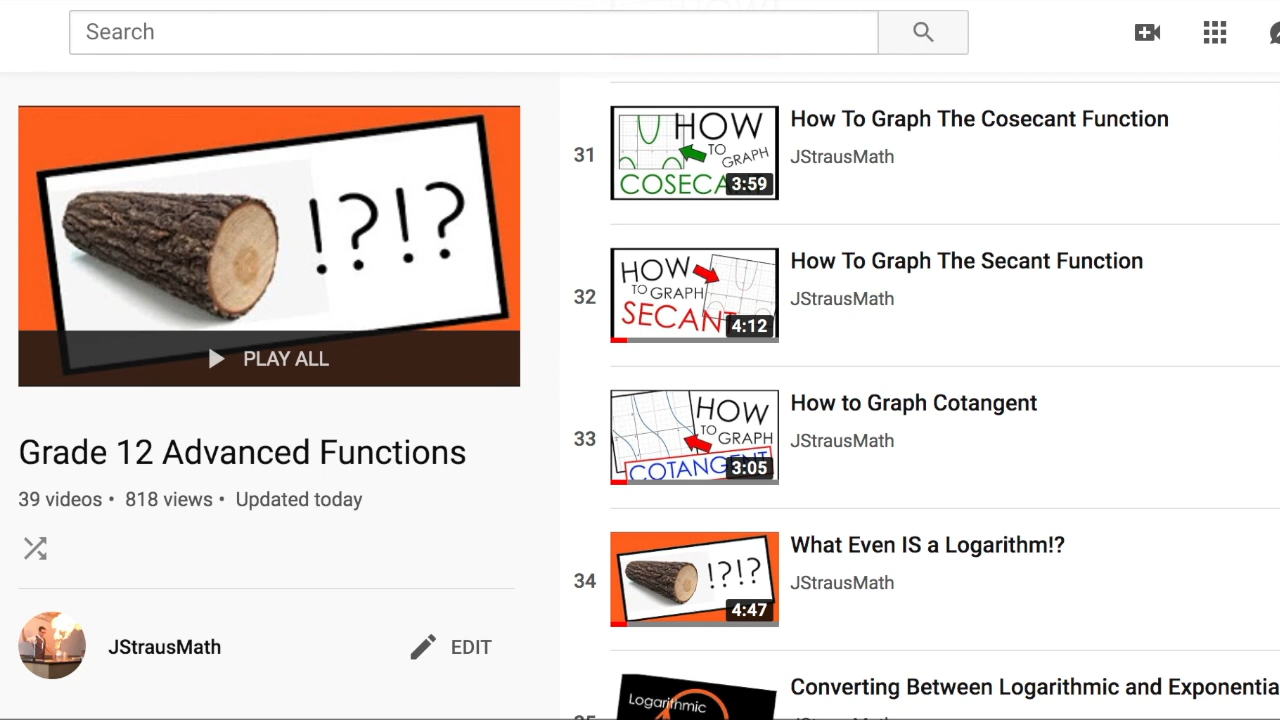 Search
!?!?
PLAY ALL
Grade 12 Advanced Functions
39 videos • 818 views • Updated today
JStrausMath
EDIT
31
HOW
TO
GRAPH
3:59
How To Graph The Cosecant Function
JStrausMath
32
HOW
TO GRAPH
SECANT
4:12
How To Graph The Secant Function
JStrausMath
33
HOW
TO
GRAPH
COTANGENT
3:05
How to Graph Cotangent
JStrausMath
34
!?!?
4:47
What Even IS a Logarithm!?
JStrausMath
Logarithmic
Converting Between Logarithmic and